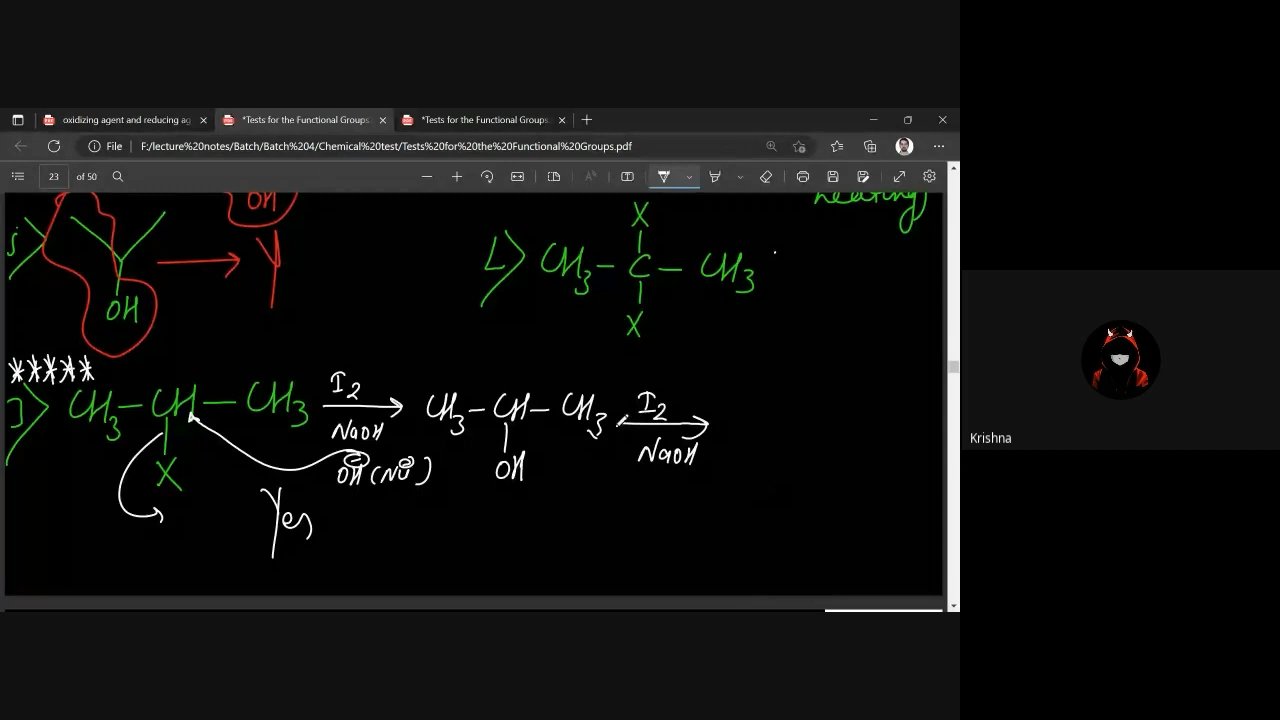 oxidizing agent and reducing ag
*Tests for the Functional Groups
*Tests for the Functional Groups.
File
F:/lecture%20notes/Batch/Batch%204/Chemical%20test/Tests%20for%20the%20Functional%20Groups.pdf
23 of 50
OH
heating
j>
OH
Y
L> CH3 - C - CH3
X
X
*****
J> CH3 - CH - CH3
X
I2
NaOH
OH⊖ (Nu⊖)
CH3 - CH - CH3
OH
I2
NaOH
Yes
Krishna